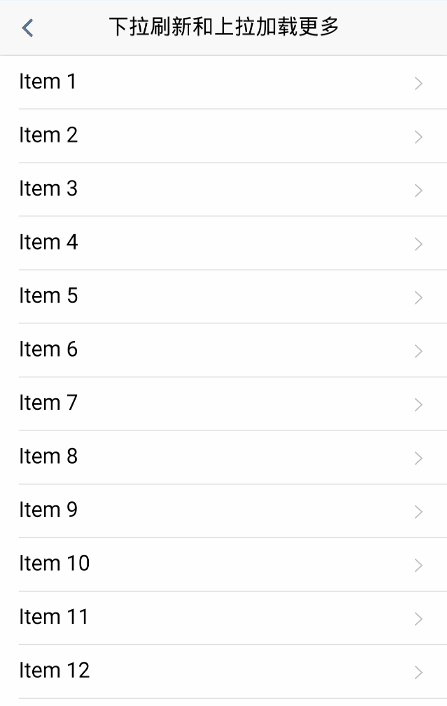 下拉刷新和上拉加载更多
Item 1
Item 2
Item 3
Item 4
Item 5
Item 6
Item 7
Item 8
Item 9
Item 10
Item 11
Item 12